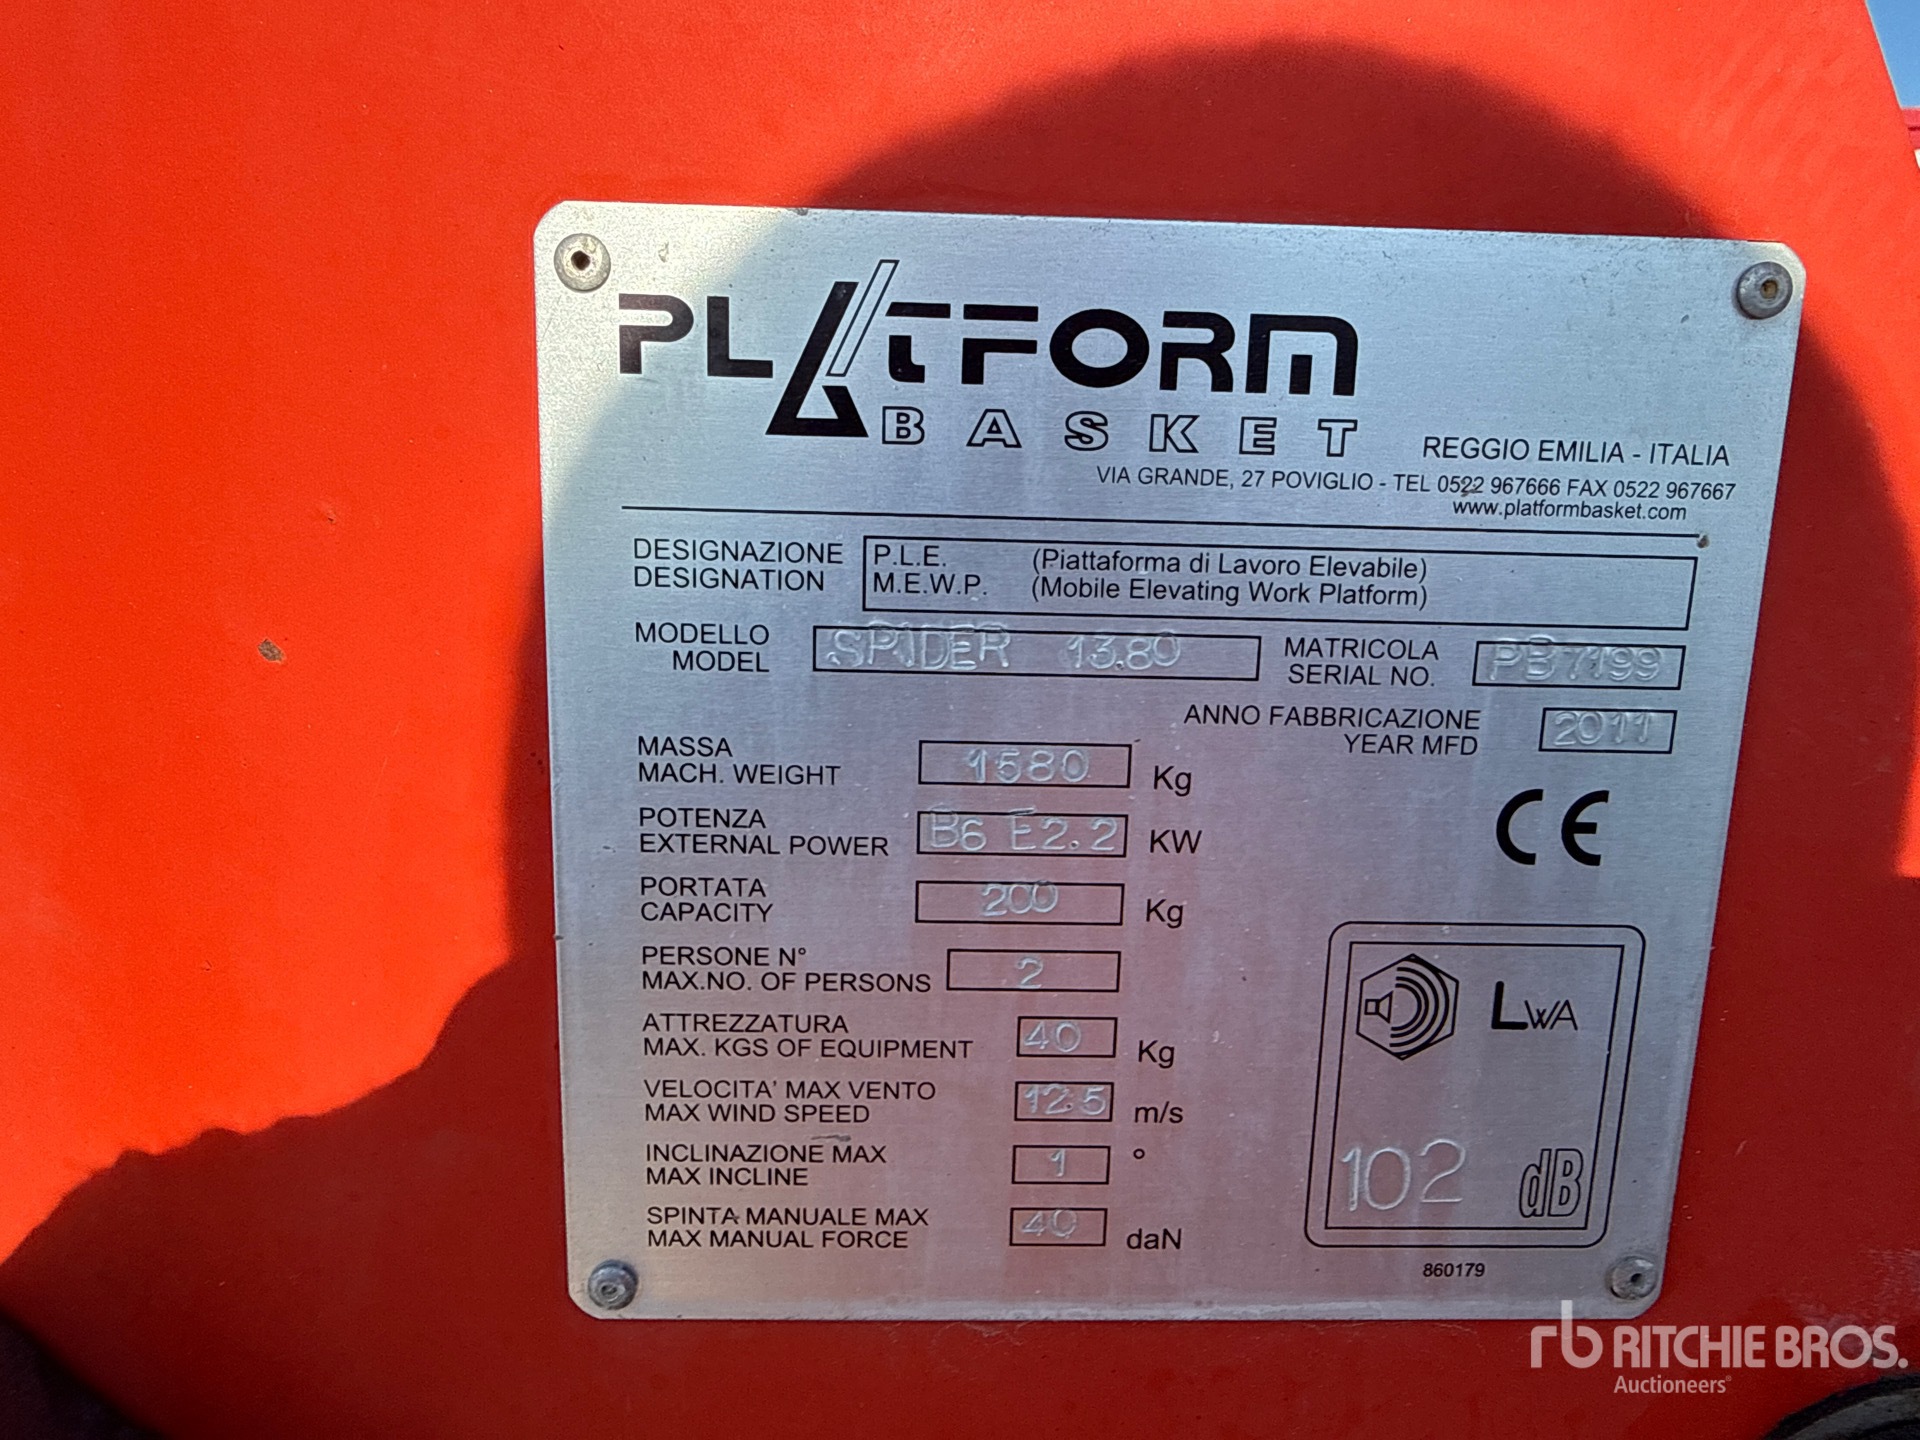 PLATFORM
BASKET
REGGIO EMILIA - ITALIA
VIA GRANDE, 27 POVIGLIO - TEL 0522 967666 FAX 0522 967667
www.platformbasket.com
DESIGNAZIONE P.L.E. (Piattaforma di Lavoro Elevabile)
DESIGNATION M.E.W.P. (Mobile Elevating Work Platform)
MODELLO
MODEL SPIDER 13.80
MATRICOLA
SERIAL NO. PB7199
ANNO FABBRICAZIONE
YEAR MFD 2011
MASSA
MACH. WEIGHT 1580 Kg
POTENZA
EXTERNAL POWER B6 E2.2 KW
PORTATA
CAPACITY 200 Kg
PERSONE N°
MAX.NO. OF PERSONS 2
ATTREZZATURA
MAX. KGS OF EQUIPMENT 40 Kg
VELOCITA' MAX VENTO
MAX WIND SPEED 12.5 m/s
INCLINAZIONE MAX
MAX INCLINE 1 °
SPINTA MANUALE MAX
MAX MANUAL FORCE 40 daN
CE
LWA
102 dB
860179
rb RITCHIE BROS.
Auctioneers